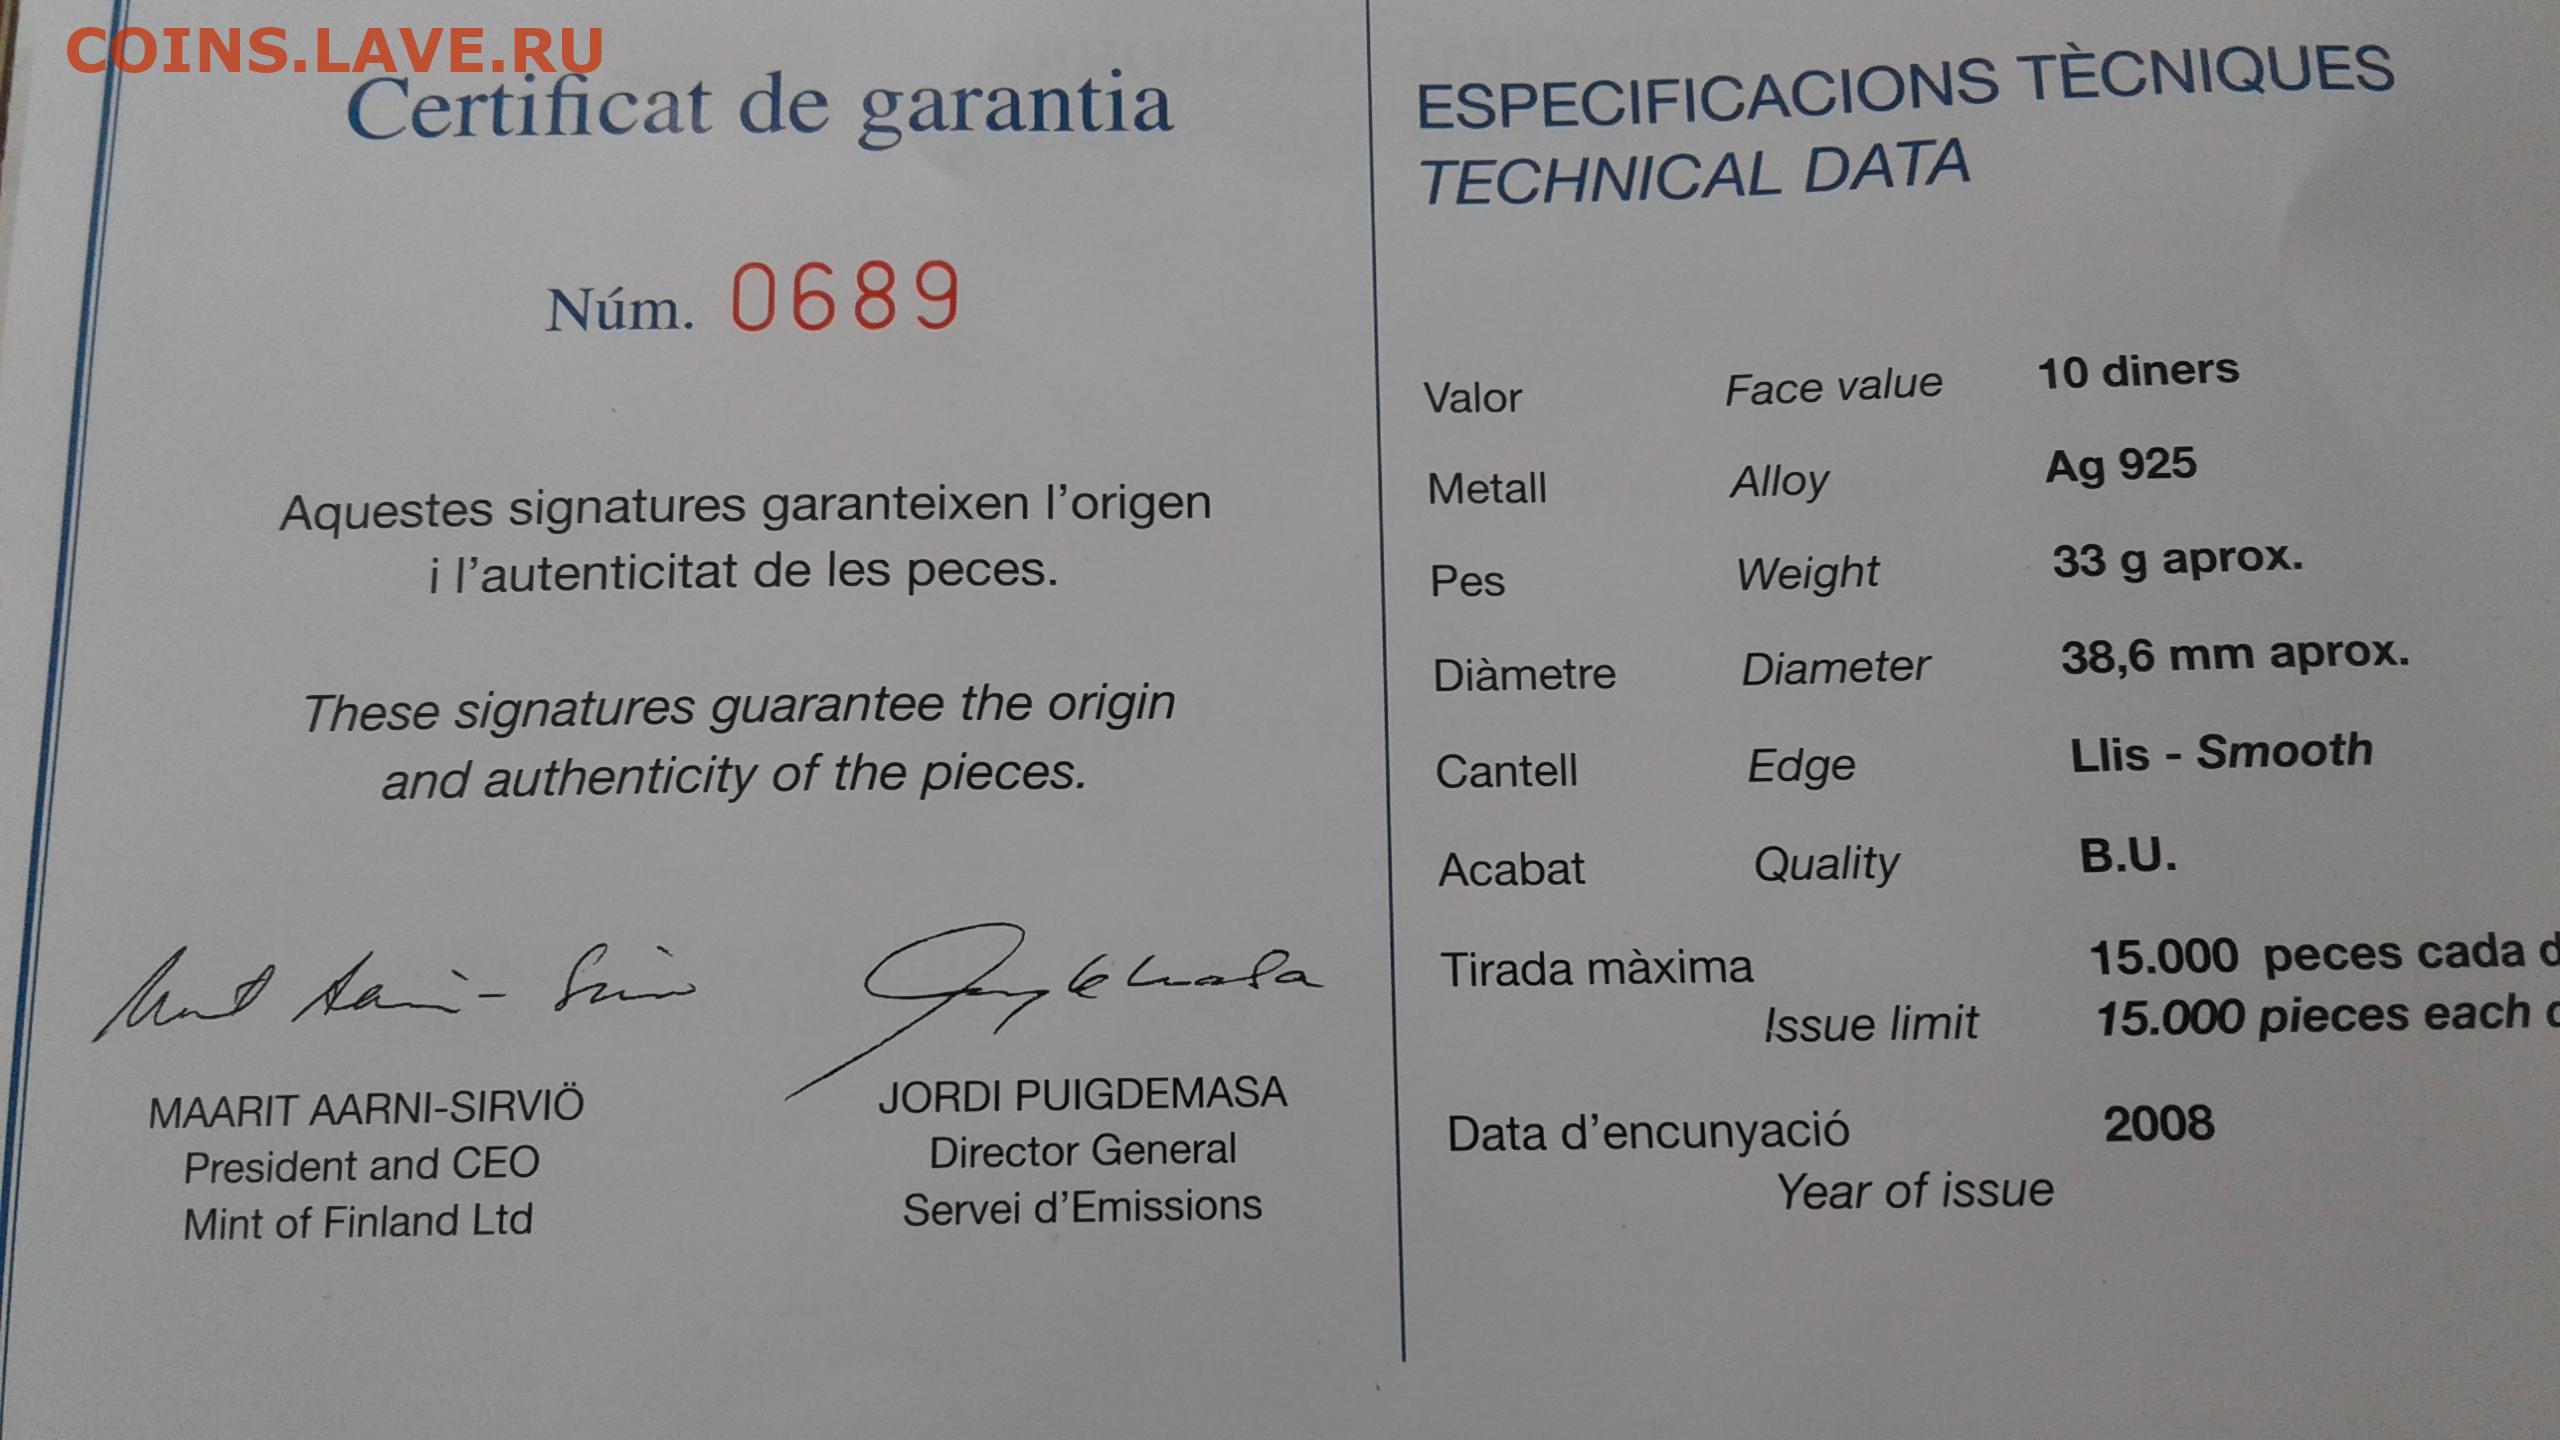 COINS.LAVE.RU
Certificat de garantia
Núm. 0689
Aquestes signatures garanteixen l'origen
i l'autenticitat de les peces.
These signatures guarantee the origin
and authenticity of the pieces.
MAARIT AARNI-SIRVIÖ
President and CEO
Mint of Finland Ltd
JORDI PUIGDEMASA
Director General
Servei d'Emissions
ESPECIFICACIONS TÈCNIQUES
TECHNICAL DATA
Valor Face value 10 diners
Metall Alloy Ag 925
Pes Weight 33 g aprox.
Diàmetre Diameter 38,6 mm aprox.
Cantell Edge Llis - Smooth
Acabat Quality B.U.
Tirada màxima 15.000 peces cada
Issue limit 15.000 pieces each
Data d'encunyació 2008
Year of issue